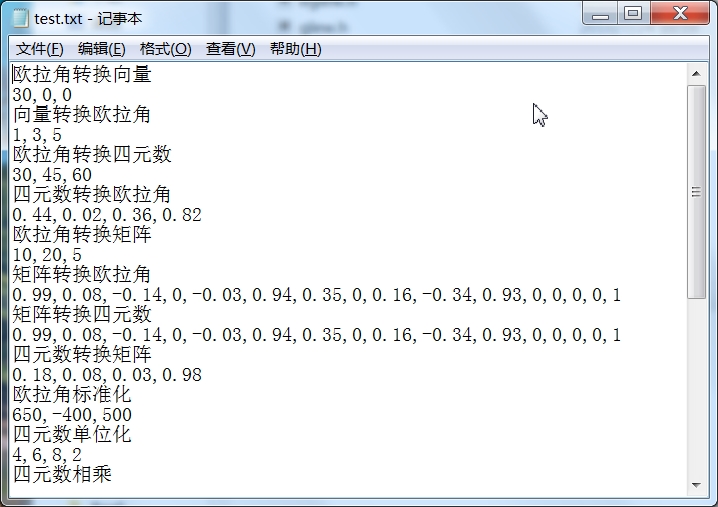 test.txt - 记事本
文件(F) 编辑(E) 格式(O) 查看(V) 帮助(H)
欧拉角转换向量
30,0,0
向量转换欧拉角
1,3,5
欧拉角转换四元数
30,45,60
四元数转换欧拉角
0.44,0.02,0.36,0.82
欧拉角转换矩阵
10,20,5
矩阵转换欧拉角
0.99,0.08,-0.14,0,-0.03,0.94,0.35,0,0.16,-0.34,0.93,0,0,0,0,1
矩阵转换四元数
0.99,0.08,-0.14,0,-0.03,0.94,0.35,0,0.16,-0.34,0.93,0,0,0,0,1
四元数转换矩阵
0.18,0.08,0.03,0.98
欧拉角标准化
650,-400,500
四元数单位化
4,6,8,2
四元数相乘